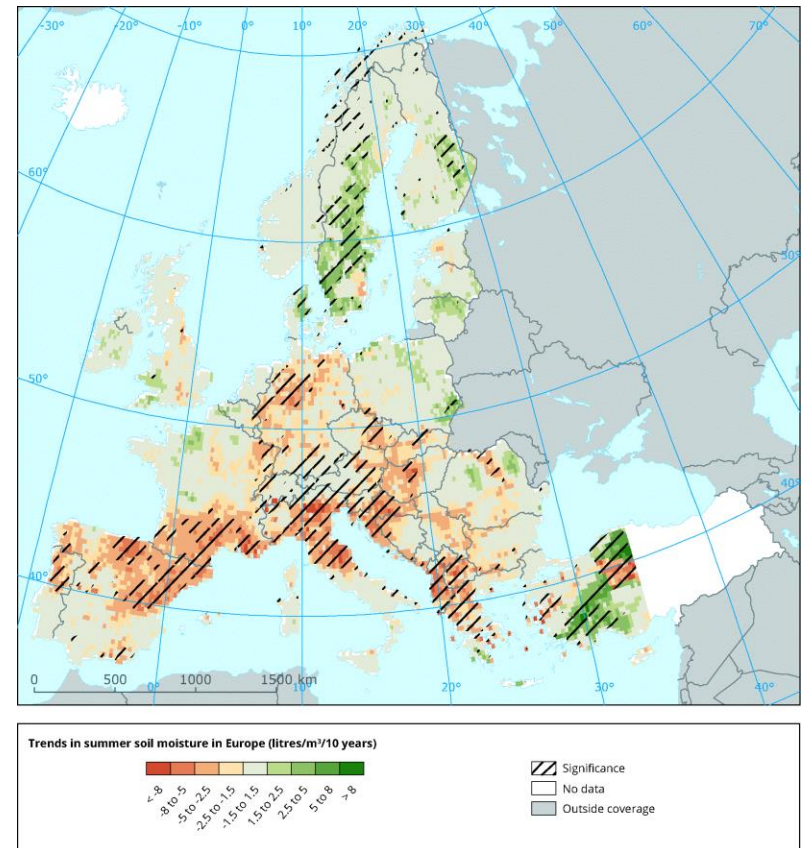 -30° -20° -10° 0° 10° 20° 30° 40° 50° 60° 70°
60°
50°
50°
40°
40°
0 500 1000 1500 km
0° 10° 20° 30° 40°
Trends in summer soil moisture in Europe (litres/m³/10 years)
< -8
-8 to -5
-5 to -2.5
-2.5 to -1.5
-1.5 to 1.5
1.5 to 2.5
2.5 to 5
5 to 8
>8
Significance
No data
Outside coverage